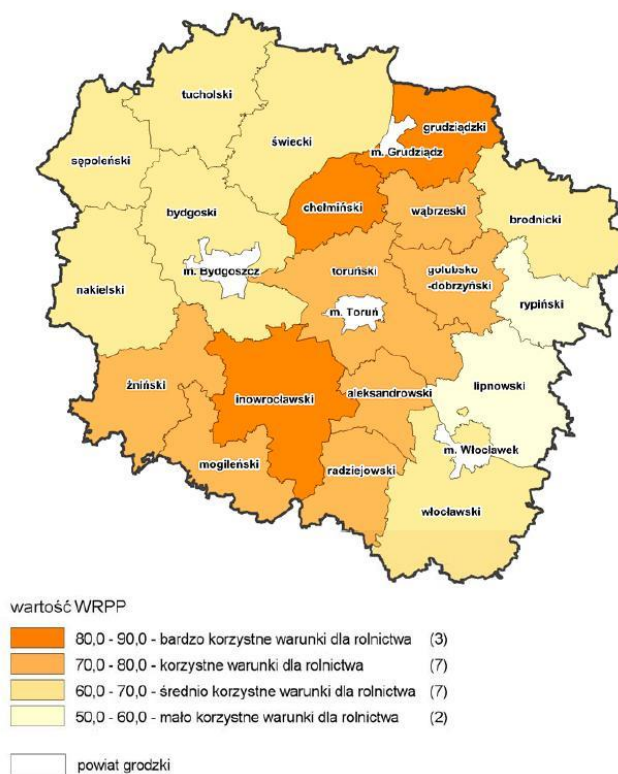 tucholski
grudziądzki
świecki
m. Grudziądz
sępoleński
chełmiński
wąbrzeski
bydgoski
brodnicki
toruński
golubsko
-dobrzyński
m. Bydgoszcz
nakielski
rypiński
m. Toruń
żniński
lipnowski
aleksandrowski
inowrocławski
m. Włocławek
mogileński
radziejowski
włocławski
wartość WRPP
80,0 - 90,0 - bardzo korzystne warunki dla rolnictwa (3)
70,0 - 80,0 - korzystne warunki dla rolnictwa (7)
60,0 - 70,0 - średnio korzystne warunki dla rolnictwa (7)
50,0 - 60,0 - mało korzystne warunki dla rolnictwa (2)
powiat grodzki